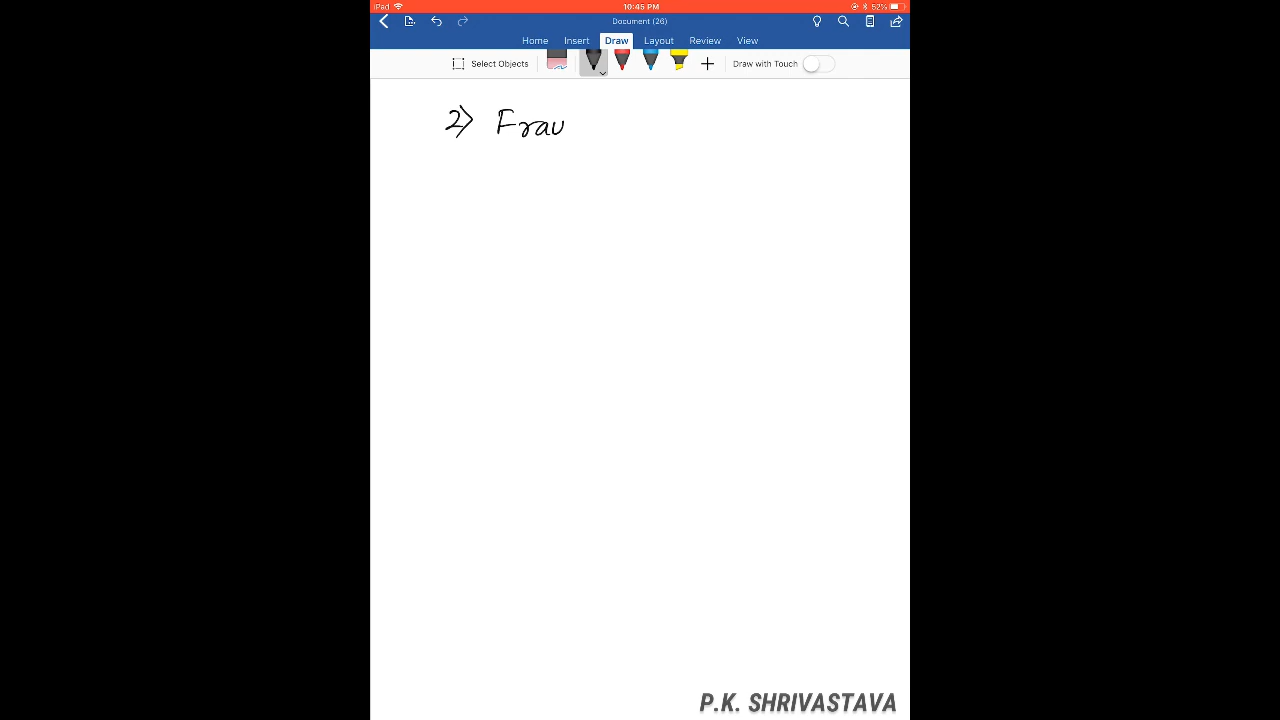 iPad 10:45 PM 52%
Document (26)
Home Insert Draw Layout Review View
Select Objects Draw with Touch
2) Frau
P.K. SHRIVASTAVA